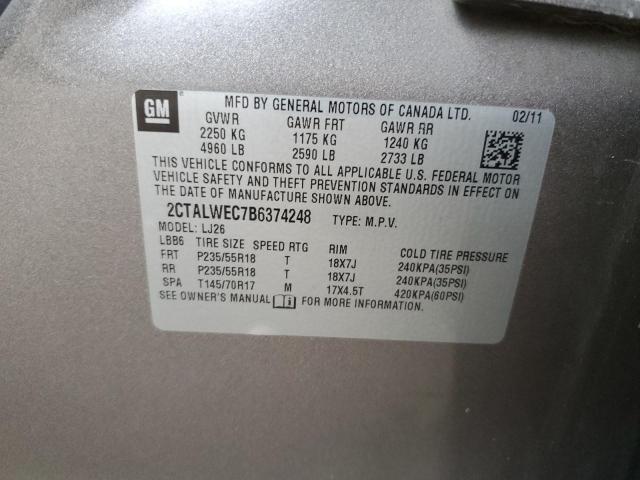 GM
MFD BY GENERAL MOTORS OF CANADA LTD.
02/11
GVWR GAWR FRT GAWR RR
2250 KG 1175 KG 1240 KG
4960 LB 2590 LB 2733 LB
THIS VEHICLE CONFORMS TO ALL APPLICABLE U.S. FEDERAL MOTOR
VEHICLE SAFETY AND THEFT PREVENTION STANDARDS IN EFFECT ON
THE DATE OF MANUFACTURE SHOWN ABOVE.
2CTALWEC7B6374248 TYPE: M.P.V.
MODEL: LJ26
LBB6 TIRE SIZE SPEED RTG RIM COLD TIRE PRESSURE
FRT P235/55R18 T 18X7J 240KPA(35PSI)
RR P235/55R18 T 18X7J 240KPA(35PSI)
SPA T145/70R17 M 17X4.5T 420KPA(60PSI)
SEE OWNER'S MANUAL FOR MORE INFORMATION.